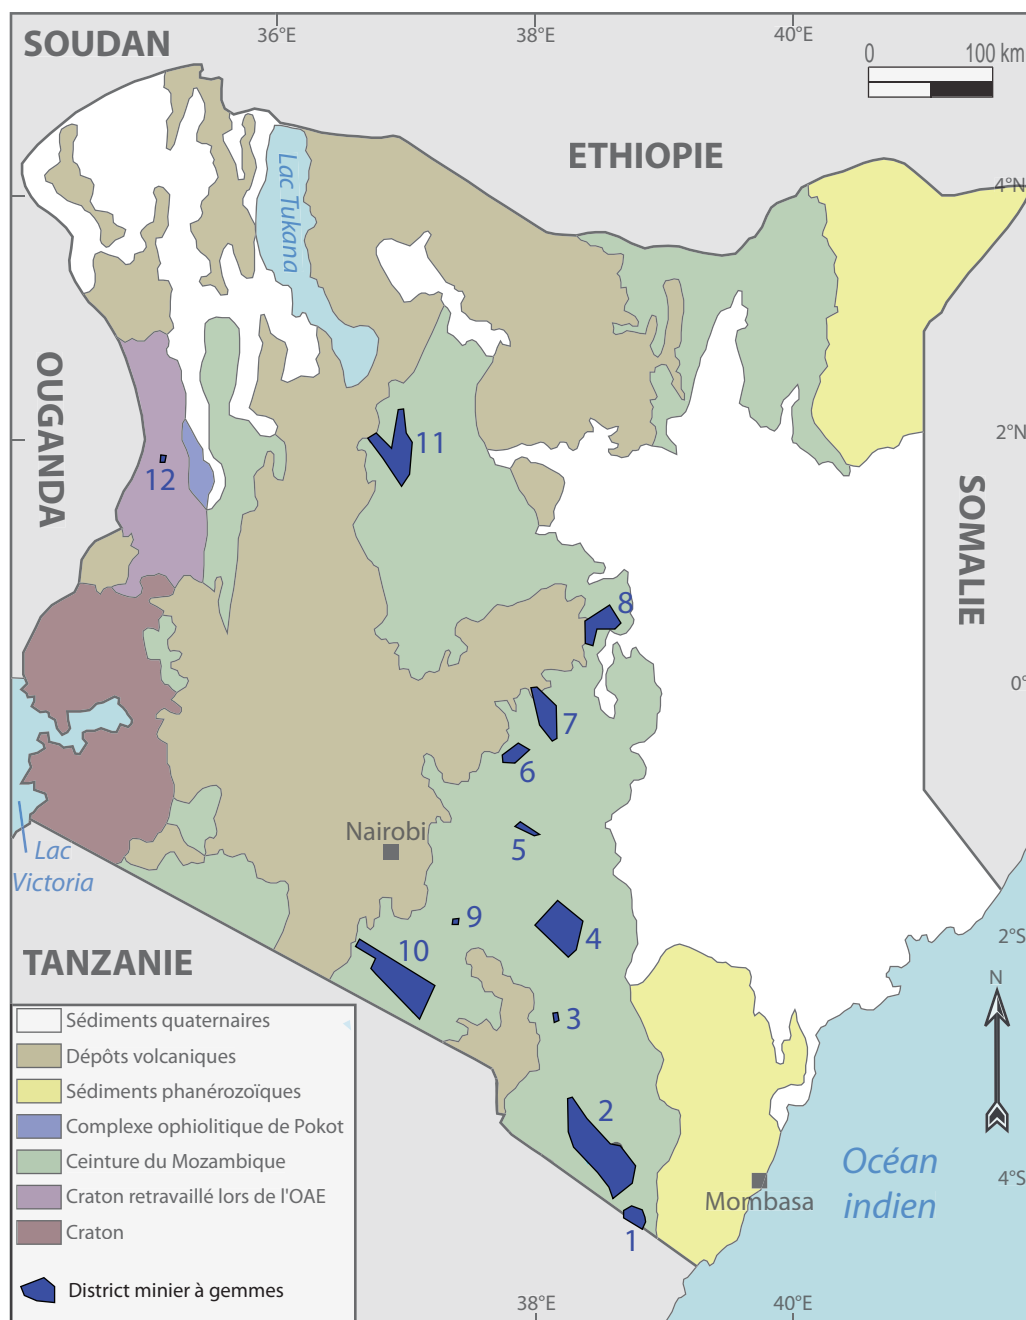 SOUDAN
36°E
38°E
40°E
0 100 km
ETHIOPIE
4°N
Lac Tukana
OUGANDA
2°N
11
12
SOMALIE
8
0°
7
6
Nairobi
5
Lac
Victoria
9
4
2°S
10
TANZANIE
N
3
Sédiments quaternaires
Dépôts volcaniques
Sédiments phanérozoïques
Complexe ophiolitique de Pokot
Ceinture du Mozambique
Craton retravaillé lors de l'OAE
Craton
District minier à gemmes
2
Océan
indien
4°S
Mombasa
1
38°E
40°E